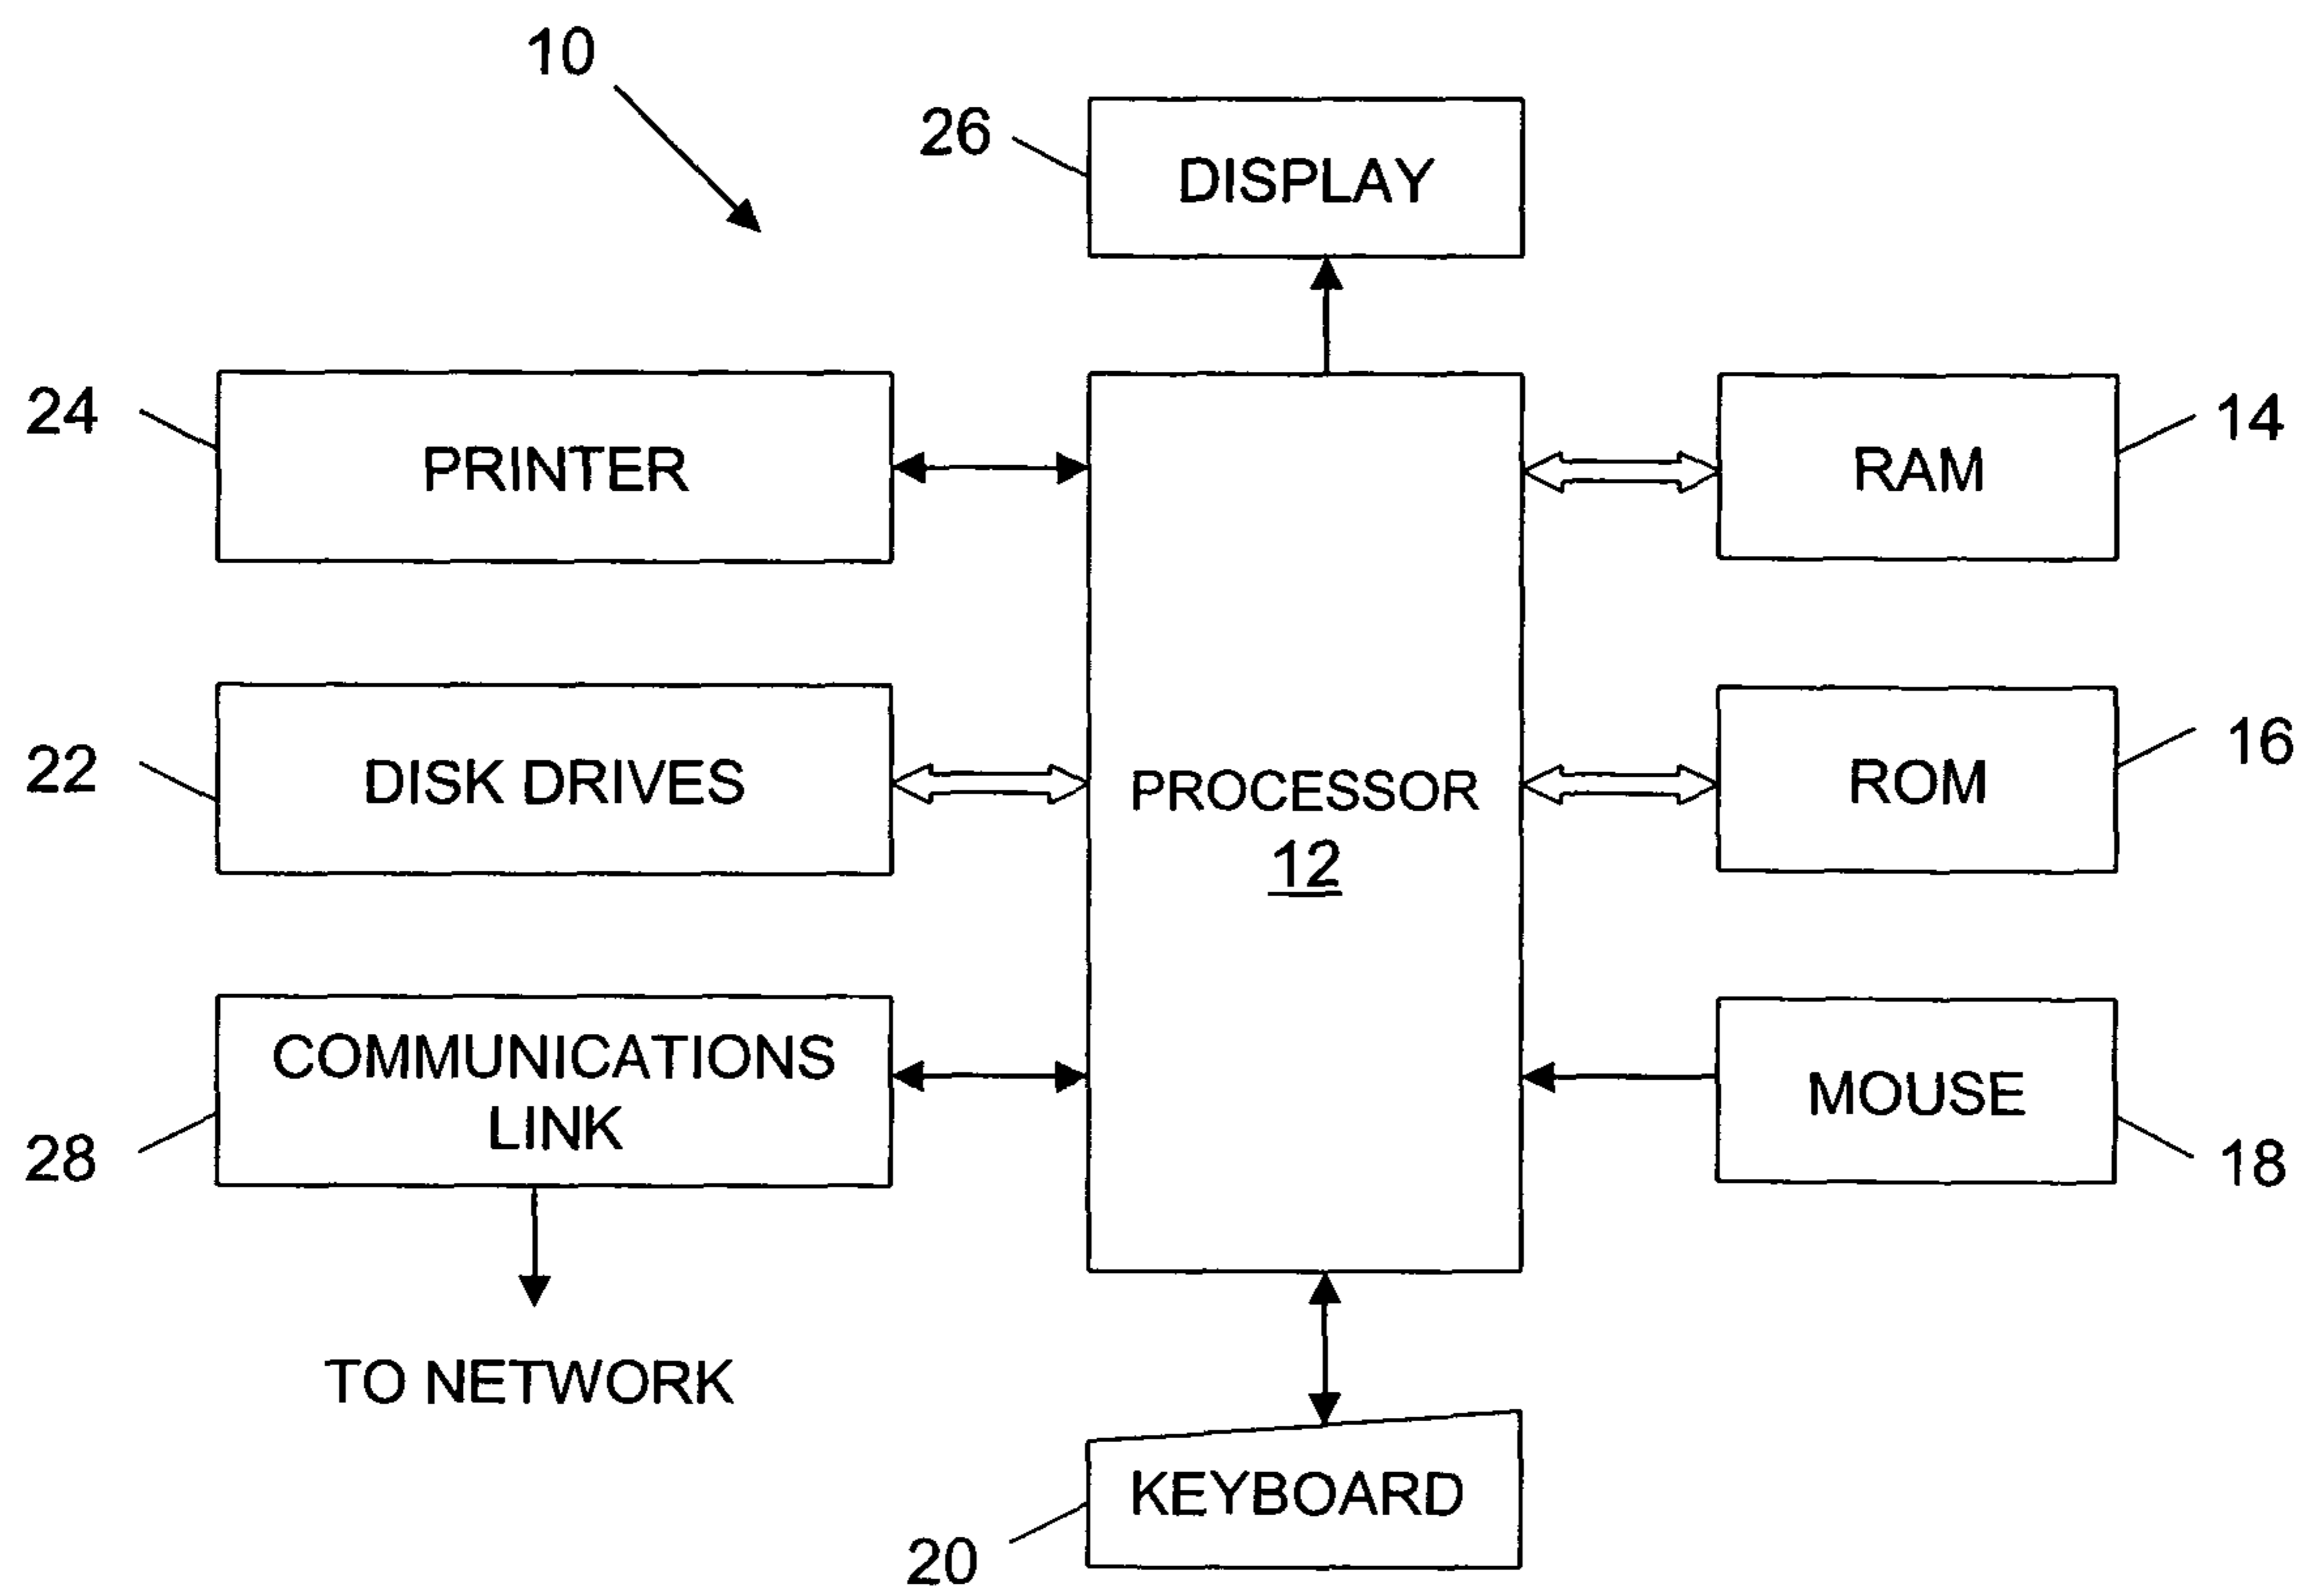 10
26
DISPLAY
24
PRINTER
RAM
14
22
DISK DRIVES
PROCESSOR
12
ROM
16
COMMUNICATIONS
LINK
28
MOUSE
18
TO NETWORK
KEYBOARD
20